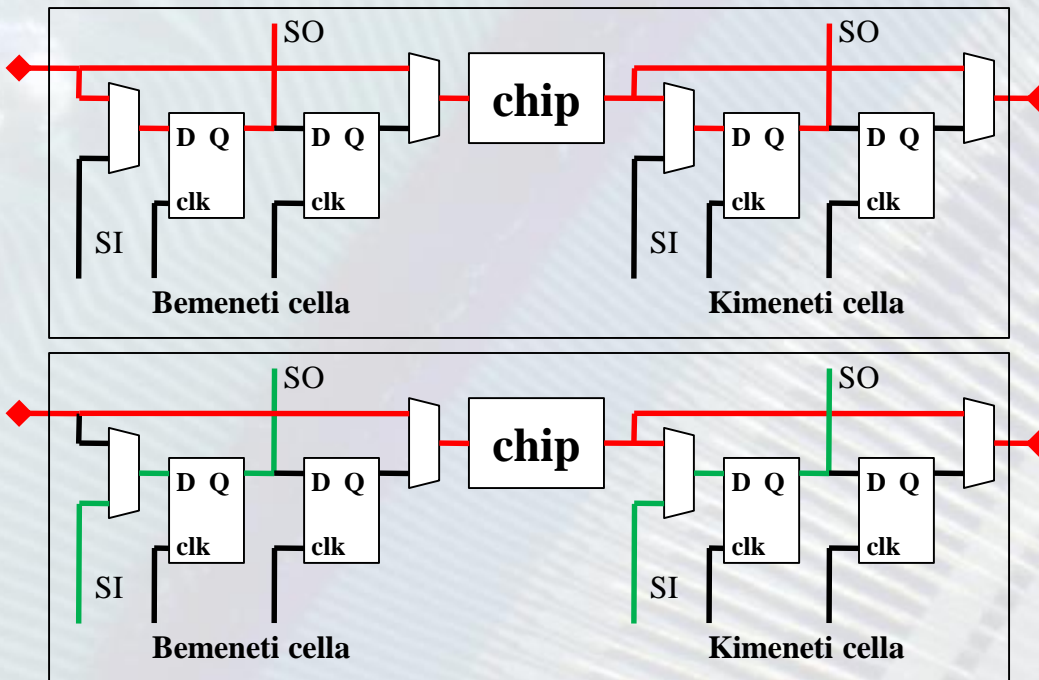 SO SO
chip
D Q D Q D Q D Q
clk clk clk clk
SI SI
Bemeneti cella Kimeneti cella
SO SO
chip
D Q D Q D Q D Q
clk clk clk clk
SI SI
Bemeneti cella Kimeneti cella